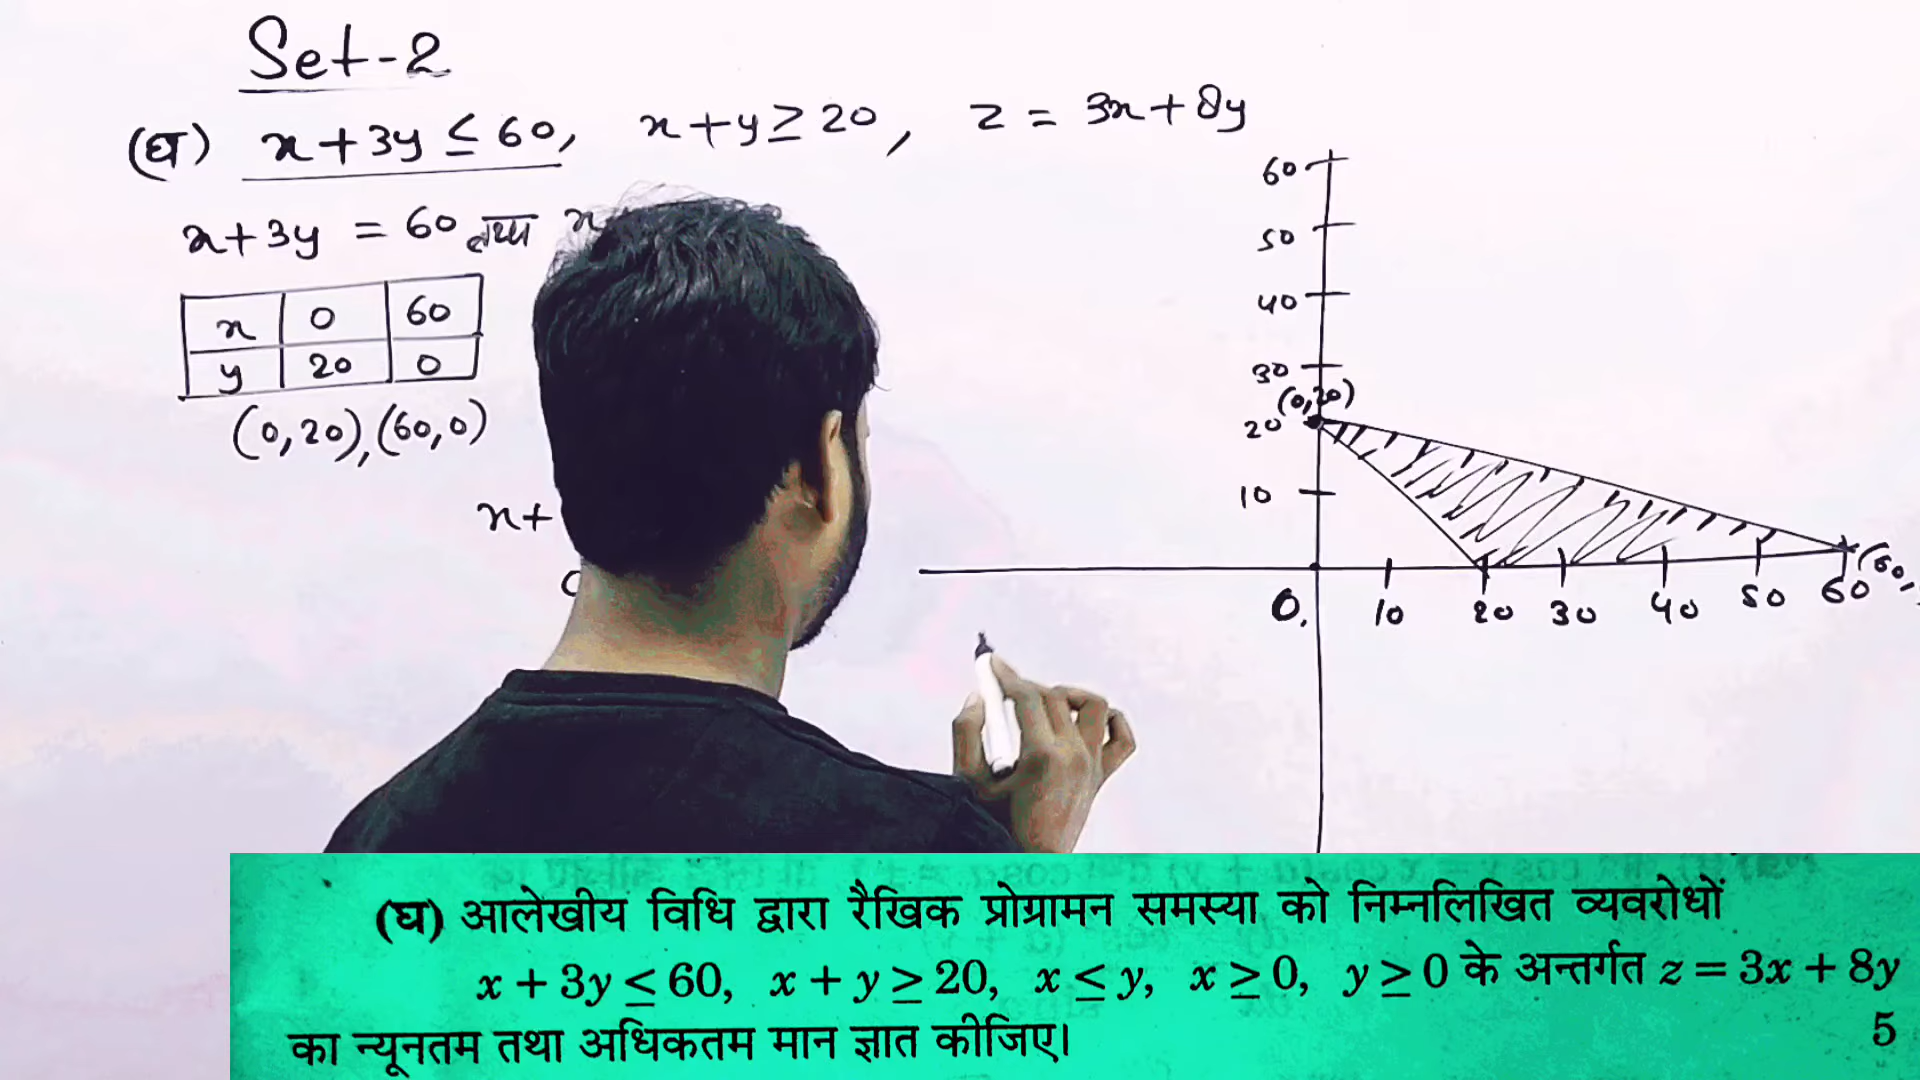 Set-2
(घ) x+3y ≤ 60, x+y ≥ 20, z = 3x+8y
x+3y = 60 तथा x
x 0 60
y 20 0
(0,20),(60,0)
x+
60
50
40
30
(0,20)
20
10
(60,
0. 10 20 30 40 50 60
(घ) आलेखीय विधि द्वारा रैखिक प्रोग्रामन समस्या को निम्नलिखित व्यवरोधों
x + 3y ≤ 60, x + y ≥ 20, x ≤ y, x ≥ 0, y ≥ 0 के अन्तर्गत z = 3x + 8y
का न्यूनतम तथा अधिकतम मान ज्ञात कीजिए। 5